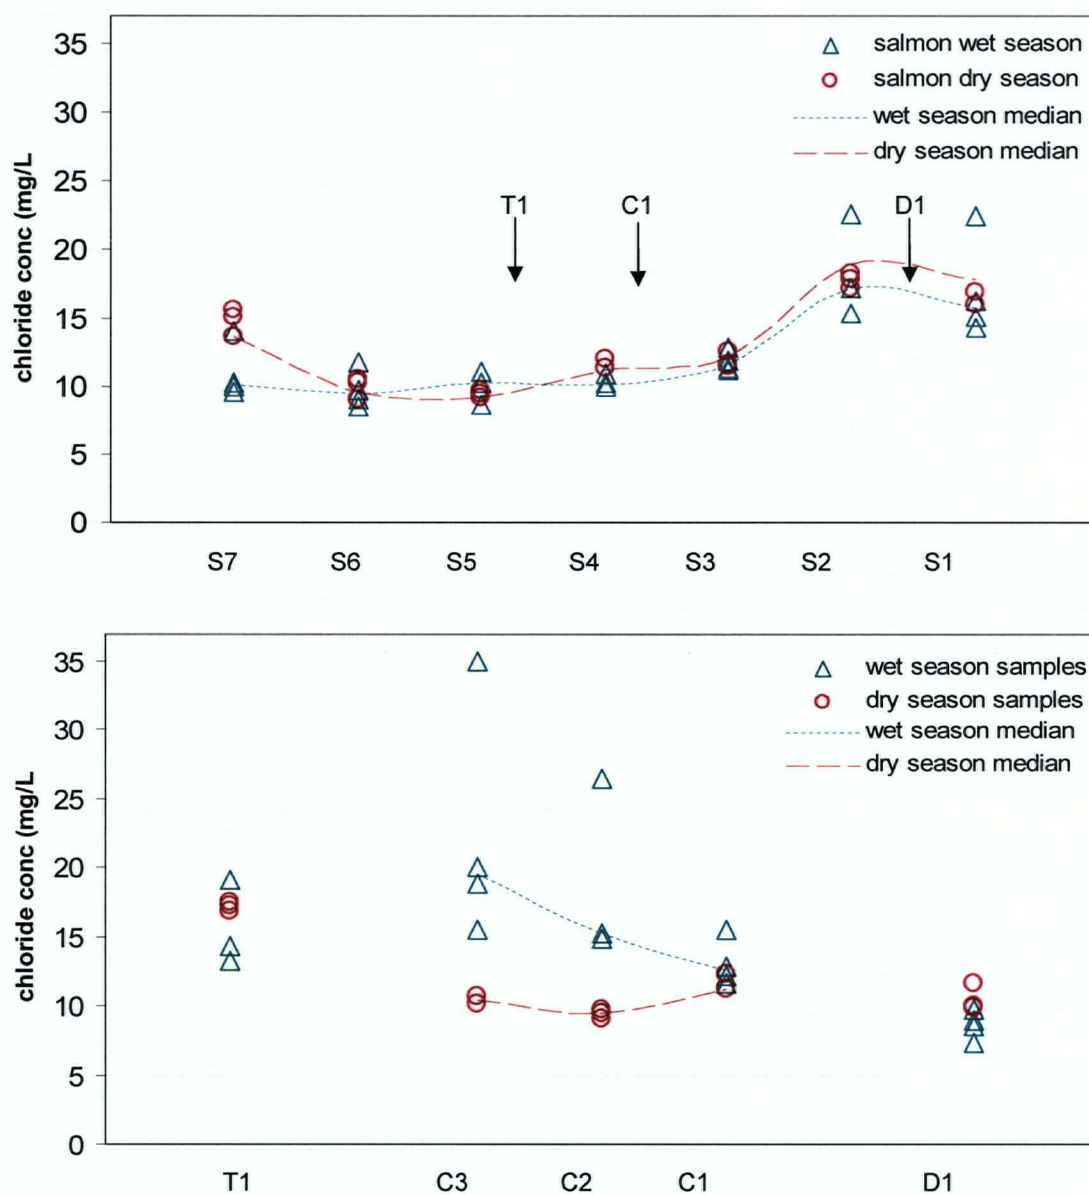 35
30
25
20
15
10
5
0
chloride conc (mg/L
salmon wet season
salmon dry season
wet season median
dry season median
T1
C1
D1
S7
S6
S5
S4
S3
S2
S1
35
30
25
20
15
10
5
0
chloride conc (mg/L
wet season samples
dry season samples
wet season median
dry season median
T1
C3
C2
C1
D1